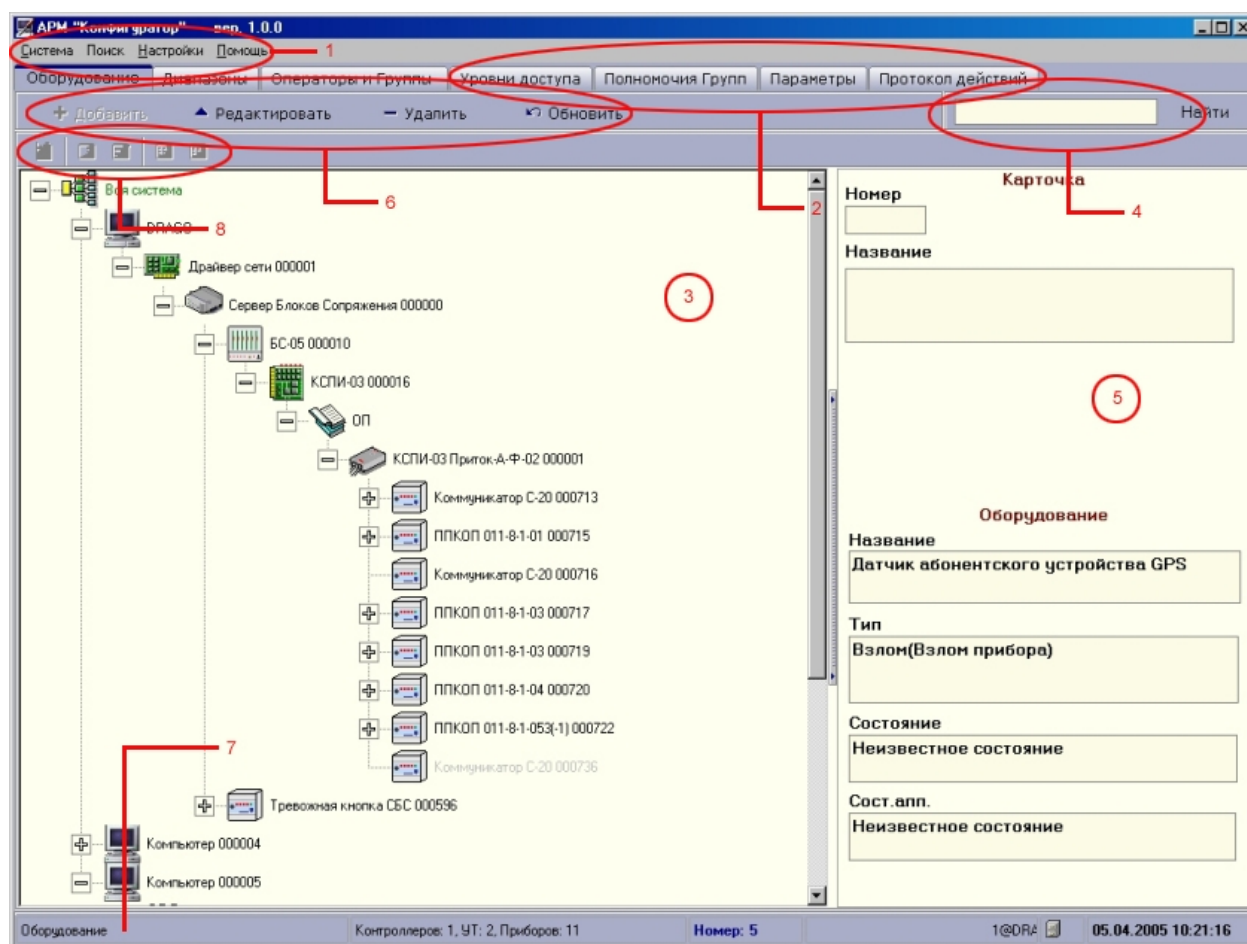 АРМ "Конфигуратор" вер. 1.0.0
Система Поиск Настройки Помощь 1
Оборудование Диапазоны Операторы и Группы Уровни доступа Полномочия Групп Параметры Протокол действий
Добавить Редактировать Удалить Обновить Найти
6 2 4
8
Вся система
DRAGO
Драйвер сети 000001
Сервер Блоков Сопряжения 000000
3
БС-05 000010
КСПИ-03 000016
ОП
КСПИ-03 Приток-А-Ф-02 000001
Коммуникатор С-20 000713
ППКОП 011-8-1-01 000715
Коммуникатор С-20 000716
ППКОП 011-8-1-03 000717
ППКОП 011-8-1-03 000719
ППКОП 011-8-1-04 000720
ППКОП 011-8-1-053(-1) 000722
7
Коммуникатор С-20 000736
Тревожная кнопка СБС 000596
Компьютер 000004
Компьютер 000005
Карточка
Номер
Название
5
Оборудование
Название
Датчик абонентского устройства GPS
Тип
Взлом(Взлом прибора)
Состояние
Неизвестное состояние
Сост.апп.
Неизвестное состояние
Оборудование Контроллеров: 1, УТ: 2, Приборов: 11 Номер: 5 1@DRA 05.04.2005 10:21:16